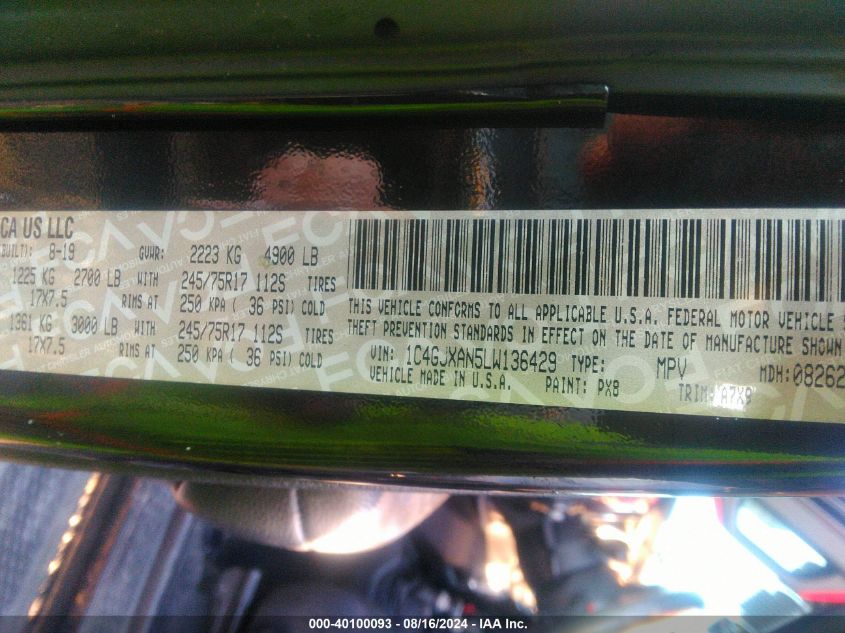 CA US LLC
BUILT): 8-19 GVWR: 2223 KG 4900 LB
1225 KG 2700 LB WITH 245/75R17 112S TIRES
17X7.5 RIMS AT 250 KPA ( 36 PSI) COLD
1361 KG 3000 LB WITH 245/75R17 112S TIRES
17X7.5 RIMS AT 250 KPA ( 36 PSI) COLD
THIS VEHICLE CONFORMS TO ALL APPLICABLE U.S.A. FEDERAL MOTOR VEHICLE
THEFT PREVENTION STANDARDS IN EFFECT ON THE DATE OF MANUFACTURE SHOWN
VIN: 1C4GJXAN5LW136429 TYPE: MPV MDH:08262
VEHICLE MADE IN U.S.A. PAINT: PX8 TRIM: A7X9
000-40100093 - 08/16/2024 - IAA Inc.